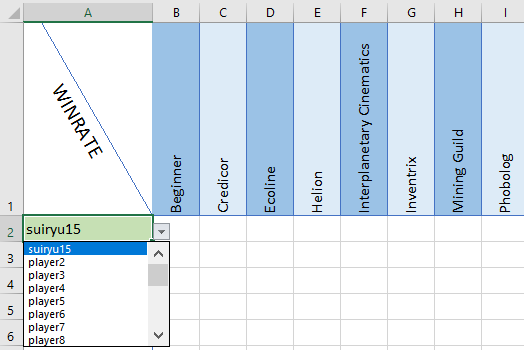 A B C D E F G H I
1 WINRATE Beginner Credicor Ecoline Helion Interplanetary Cinematics Inventrix Mining Guild Phobolog
2 suiryu15
3 suiryu15
player2
player3
4 player4
player5
5 player6
player7
6 player8